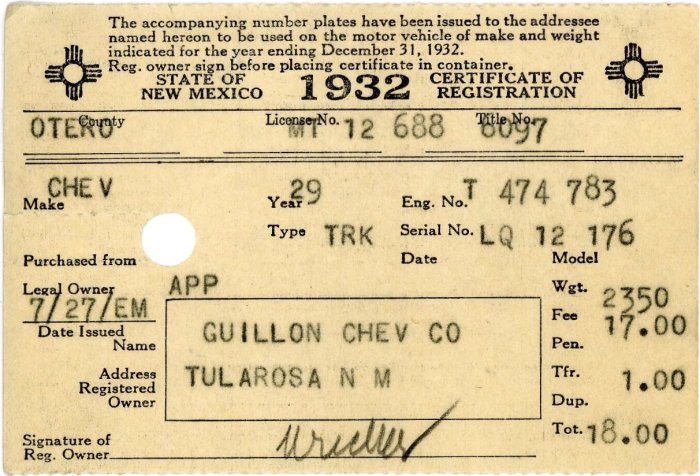 The accompanying number plates have been issued to the addressee
named hereon to be used on the motor vehicle of make and weight
indicated for the year ending December 31, 1932.
Reg. owner sign before placing certificate in container.
STATE OF NEW MEXICO 1932 CERTIFICATE OF REGISTRATION
County OTERO License No. MT 12 688 Title No. 8097
Make CHEV Year 29 Eng. No. T 474 783
Type TRK Serial No. LQ 12 176
Purchased from Date Model
Legal Owner APP Wgt. 2350
7/27/EM Fee 17.00
Date Issued
Name GUILLON CHEV CO Pen.
Address TULAROSA N M Tfr. 1.00
Registered
Owner Dup.
Tot. 18.00
Signature of
Reg. Owner